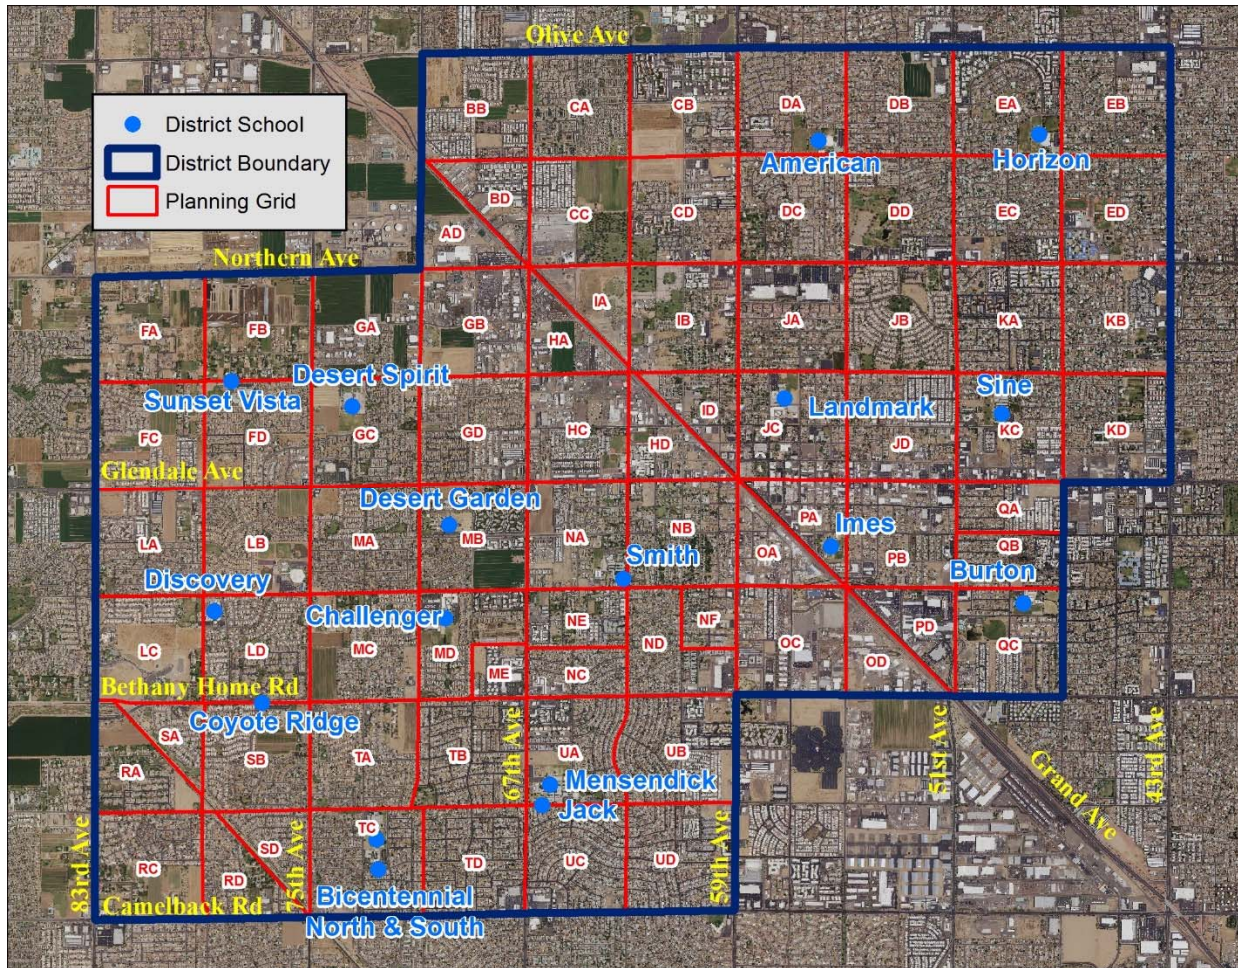 Olive Ave
District School
District Boundary
Planning Grid
BB
CA
CB
DA
DB
EA
EB
American
Horizon
BD
AD
CC
CD
DC
DD
EC
ED
Northern Ave
FA
FB
GA
GB
HA
IA
IB
JA
JB
KA
KB
Desert Spirit
Sunset Vista
Landmark
Sine
FC
FD
GC
GD
HC
HD
ID
JC
JD
KC
KD
Glendale Ave
Desert Garden
Imes
LA
LB
MA
MB
NA
NB
OA
PA
PB
QA
QB
Smith
Burton
Discovery
Challenger
LC
LD
MC
MD
ME
NE
NC
ND
NF
OC
OD
PD
QC
Bethany Home Rd
Coyote Ridge
SA
RA
SB
TA
TB
67th Ave
UA
UB
51st Ave
Grand Ave
43rd Ave
Mensendick
Jack
83rd Ave
RC
RD
SD
75th Ave
TC
TD
UC
UD
59th Ave
Bicentennial
North & South
Camelback Rd